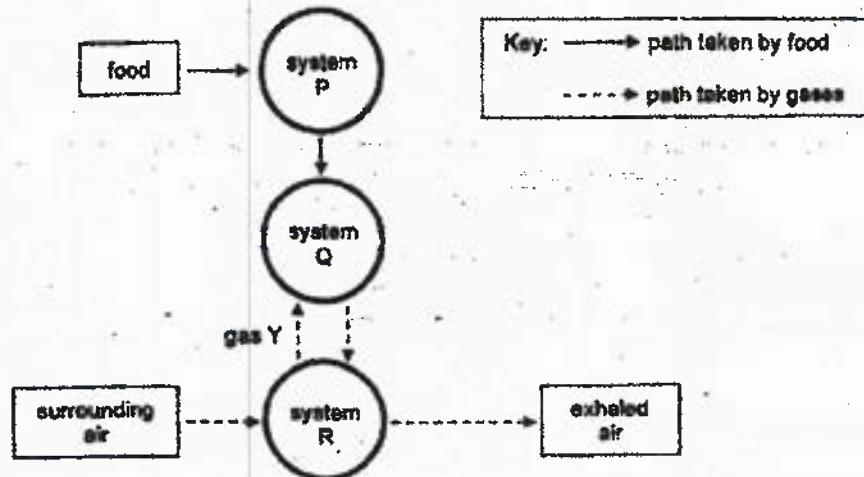 food
system
P
Key:
path taken by food
path taken by gases
system
Q
gas Y
surrounding
air
system
R
exhaled
air